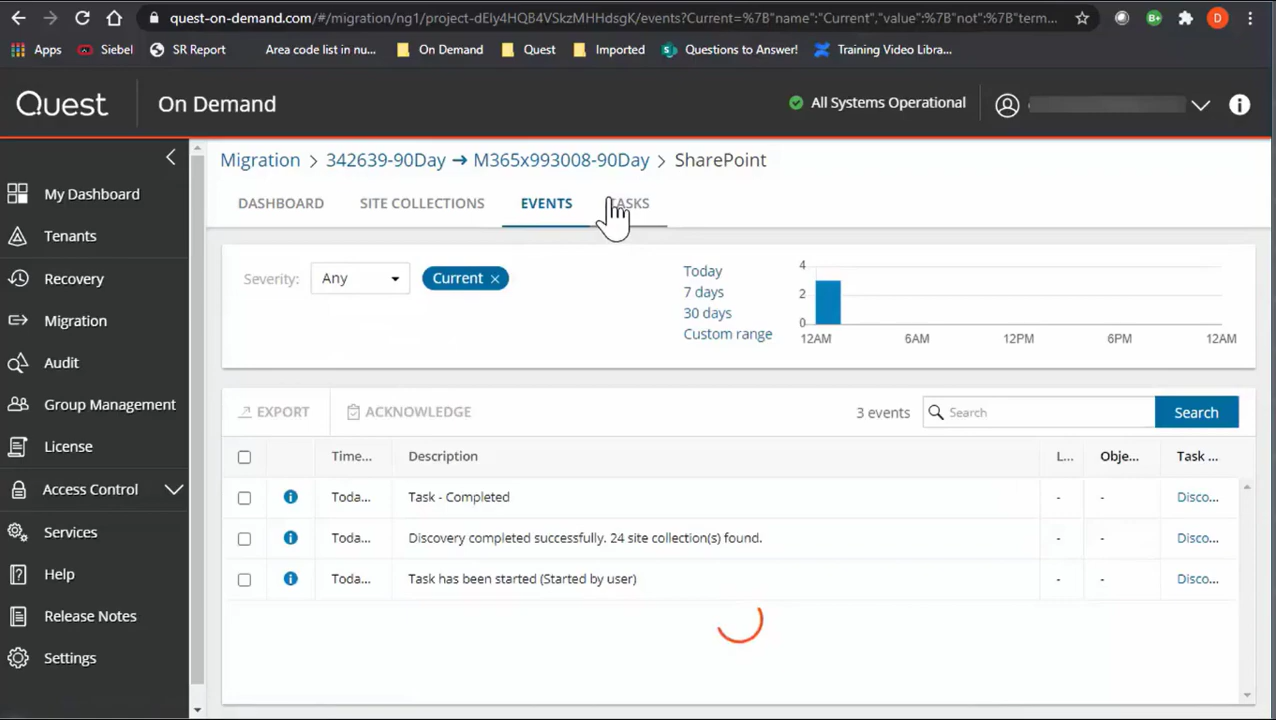 quest-on-demand.com/#/migration/ng1/project-dEIy4HQB4VSkzMHHdsgK/events?Current=%7B"name":"Current","value":%7B"not":%7B"term...
D
Apps Siebel SR Report Area code list in nu... On Demand Quest Imported Questions to Answer! Training Video Libra...
Quest On Demand All Systems Operational
Migration > 342639-90Day → M365x993008-90Day > SharePoint
DASHBOARD SITE COLLECTIONS EVENTS TASKS
My Dashboard
Tenants
Recovery
Migration
Audit
Group Management
License
Access Control
Services
Help
Release Notes
Settings
Severity: Any Current ×
Today
7 days
30 days
Custom range
4
2
0
12AM 6AM 12PM 6PM 12AM
EXPORT ACKNOWLEDGE 3 events Search Search
Time... Description L... Obje... Task ...
Toda... Task - Completed - - Disco...
Toda... Discovery completed successfully. 24 site collection(s) found. - - Disco...
Toda... Task has been started (Started by user) - - Disco...